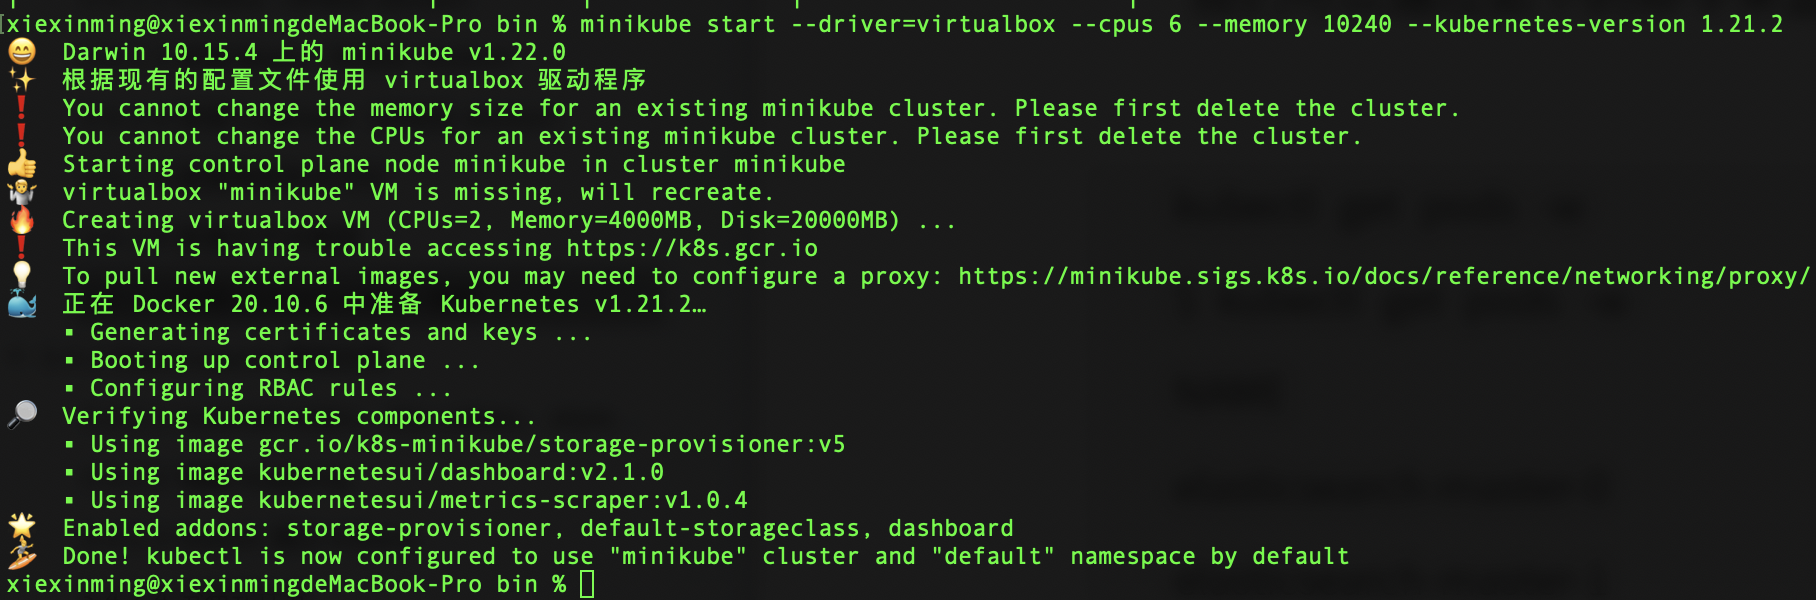 xiexinming@xiexinmingdeMacBook-Pro bin % minikube start --driver=virtualbox --cpus 6 --memory 10240 --kubernetes-version 1.21.2
😄 Darwin 10.15.4 上的 minikube v1.22.0
✨ 根据现有的配置文件使用 virtualbox 驱动程序
❗ You cannot change the memory size for an existing minikube cluster. Please first delete the cluster.
❗ You cannot change the CPUs for an existing minikube cluster. Please first delete the cluster.
👍 Starting control plane node minikube in cluster minikube
🤷 virtualbox "minikube" VM is missing, will recreate.
🔥 Creating virtualbox VM (CPUs=2, Memory=4000MB, Disk=20000MB) ...
❗ This VM is having trouble accessing https://k8s.gcr.io
💡 To pull new external images, you may need to configure a proxy: https://minikube.sigs.k8s.io/docs/reference/networking/proxy/
🐳 正在 Docker 20.10.6 中准备 Kubernetes v1.21.2…
▪ Generating certificates and keys ...
▪ Booting up control plane ...
▪ Configuring RBAC rules ...
🔎 Verifying Kubernetes components...
▪ Using image gcr.io/k8s-minikube/storage-provisioner:v5
▪ Using image kubernetesui/dashboard:v2.1.0
▪ Using image kubernetesui/metrics-scraper:v1.0.4
🌟 Enabled addons: storage-provisioner, default-storageclass, dashboard
🏄 Done! kubectl is now configured to use "minikube" cluster and "default" namespace by default
xiexinming@xiexinmingdeMacBook-Pro bin %